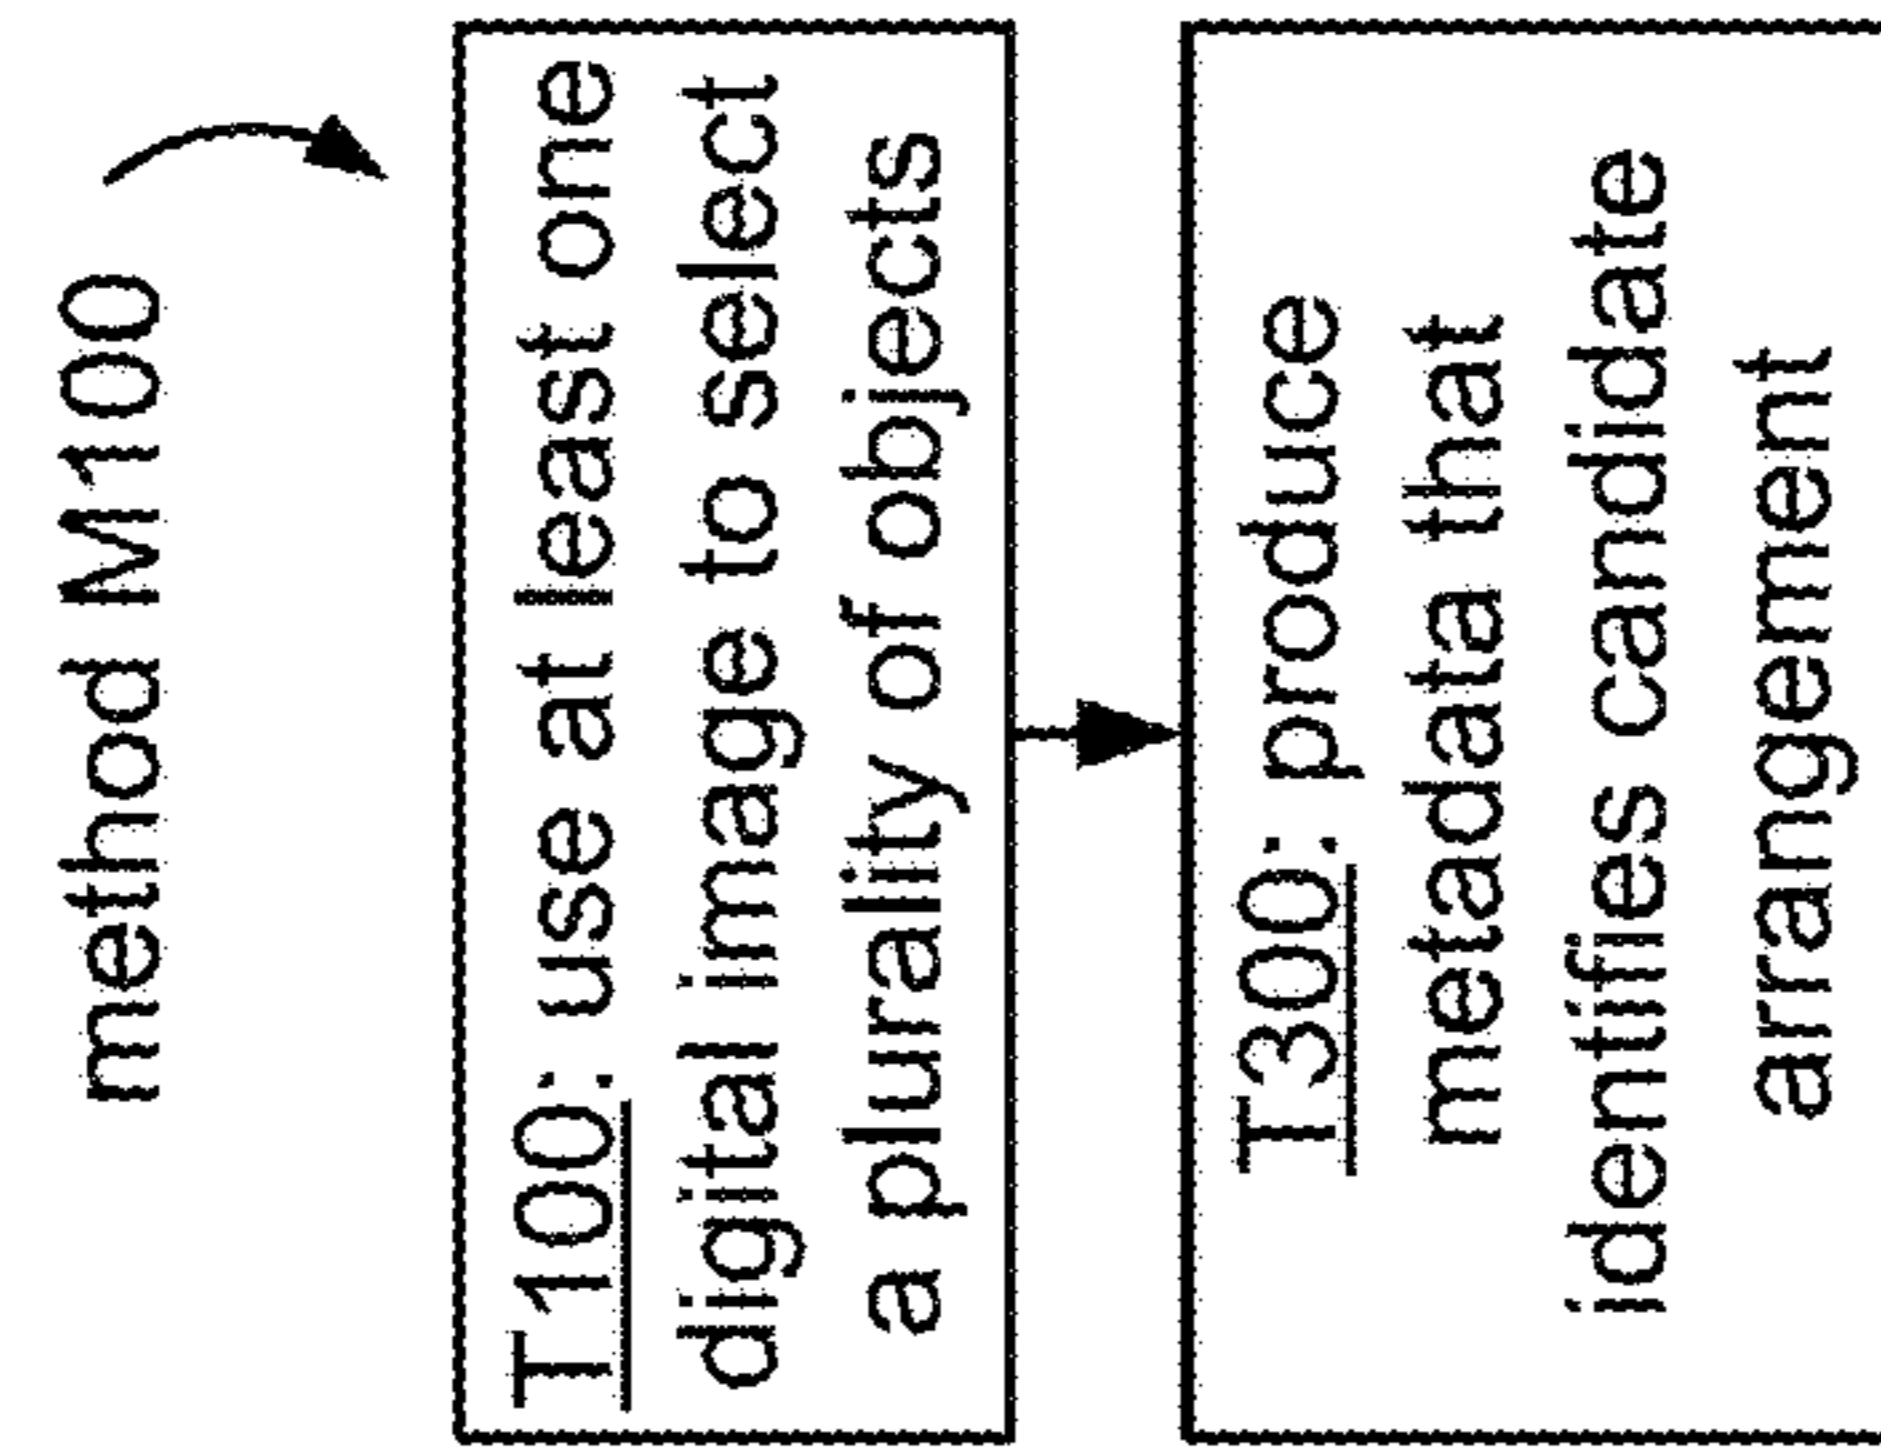 method M100
T100: use at least one
digital image to select
a plurality of objects
T300: produce
metadata that
identifies candidate
arrangement